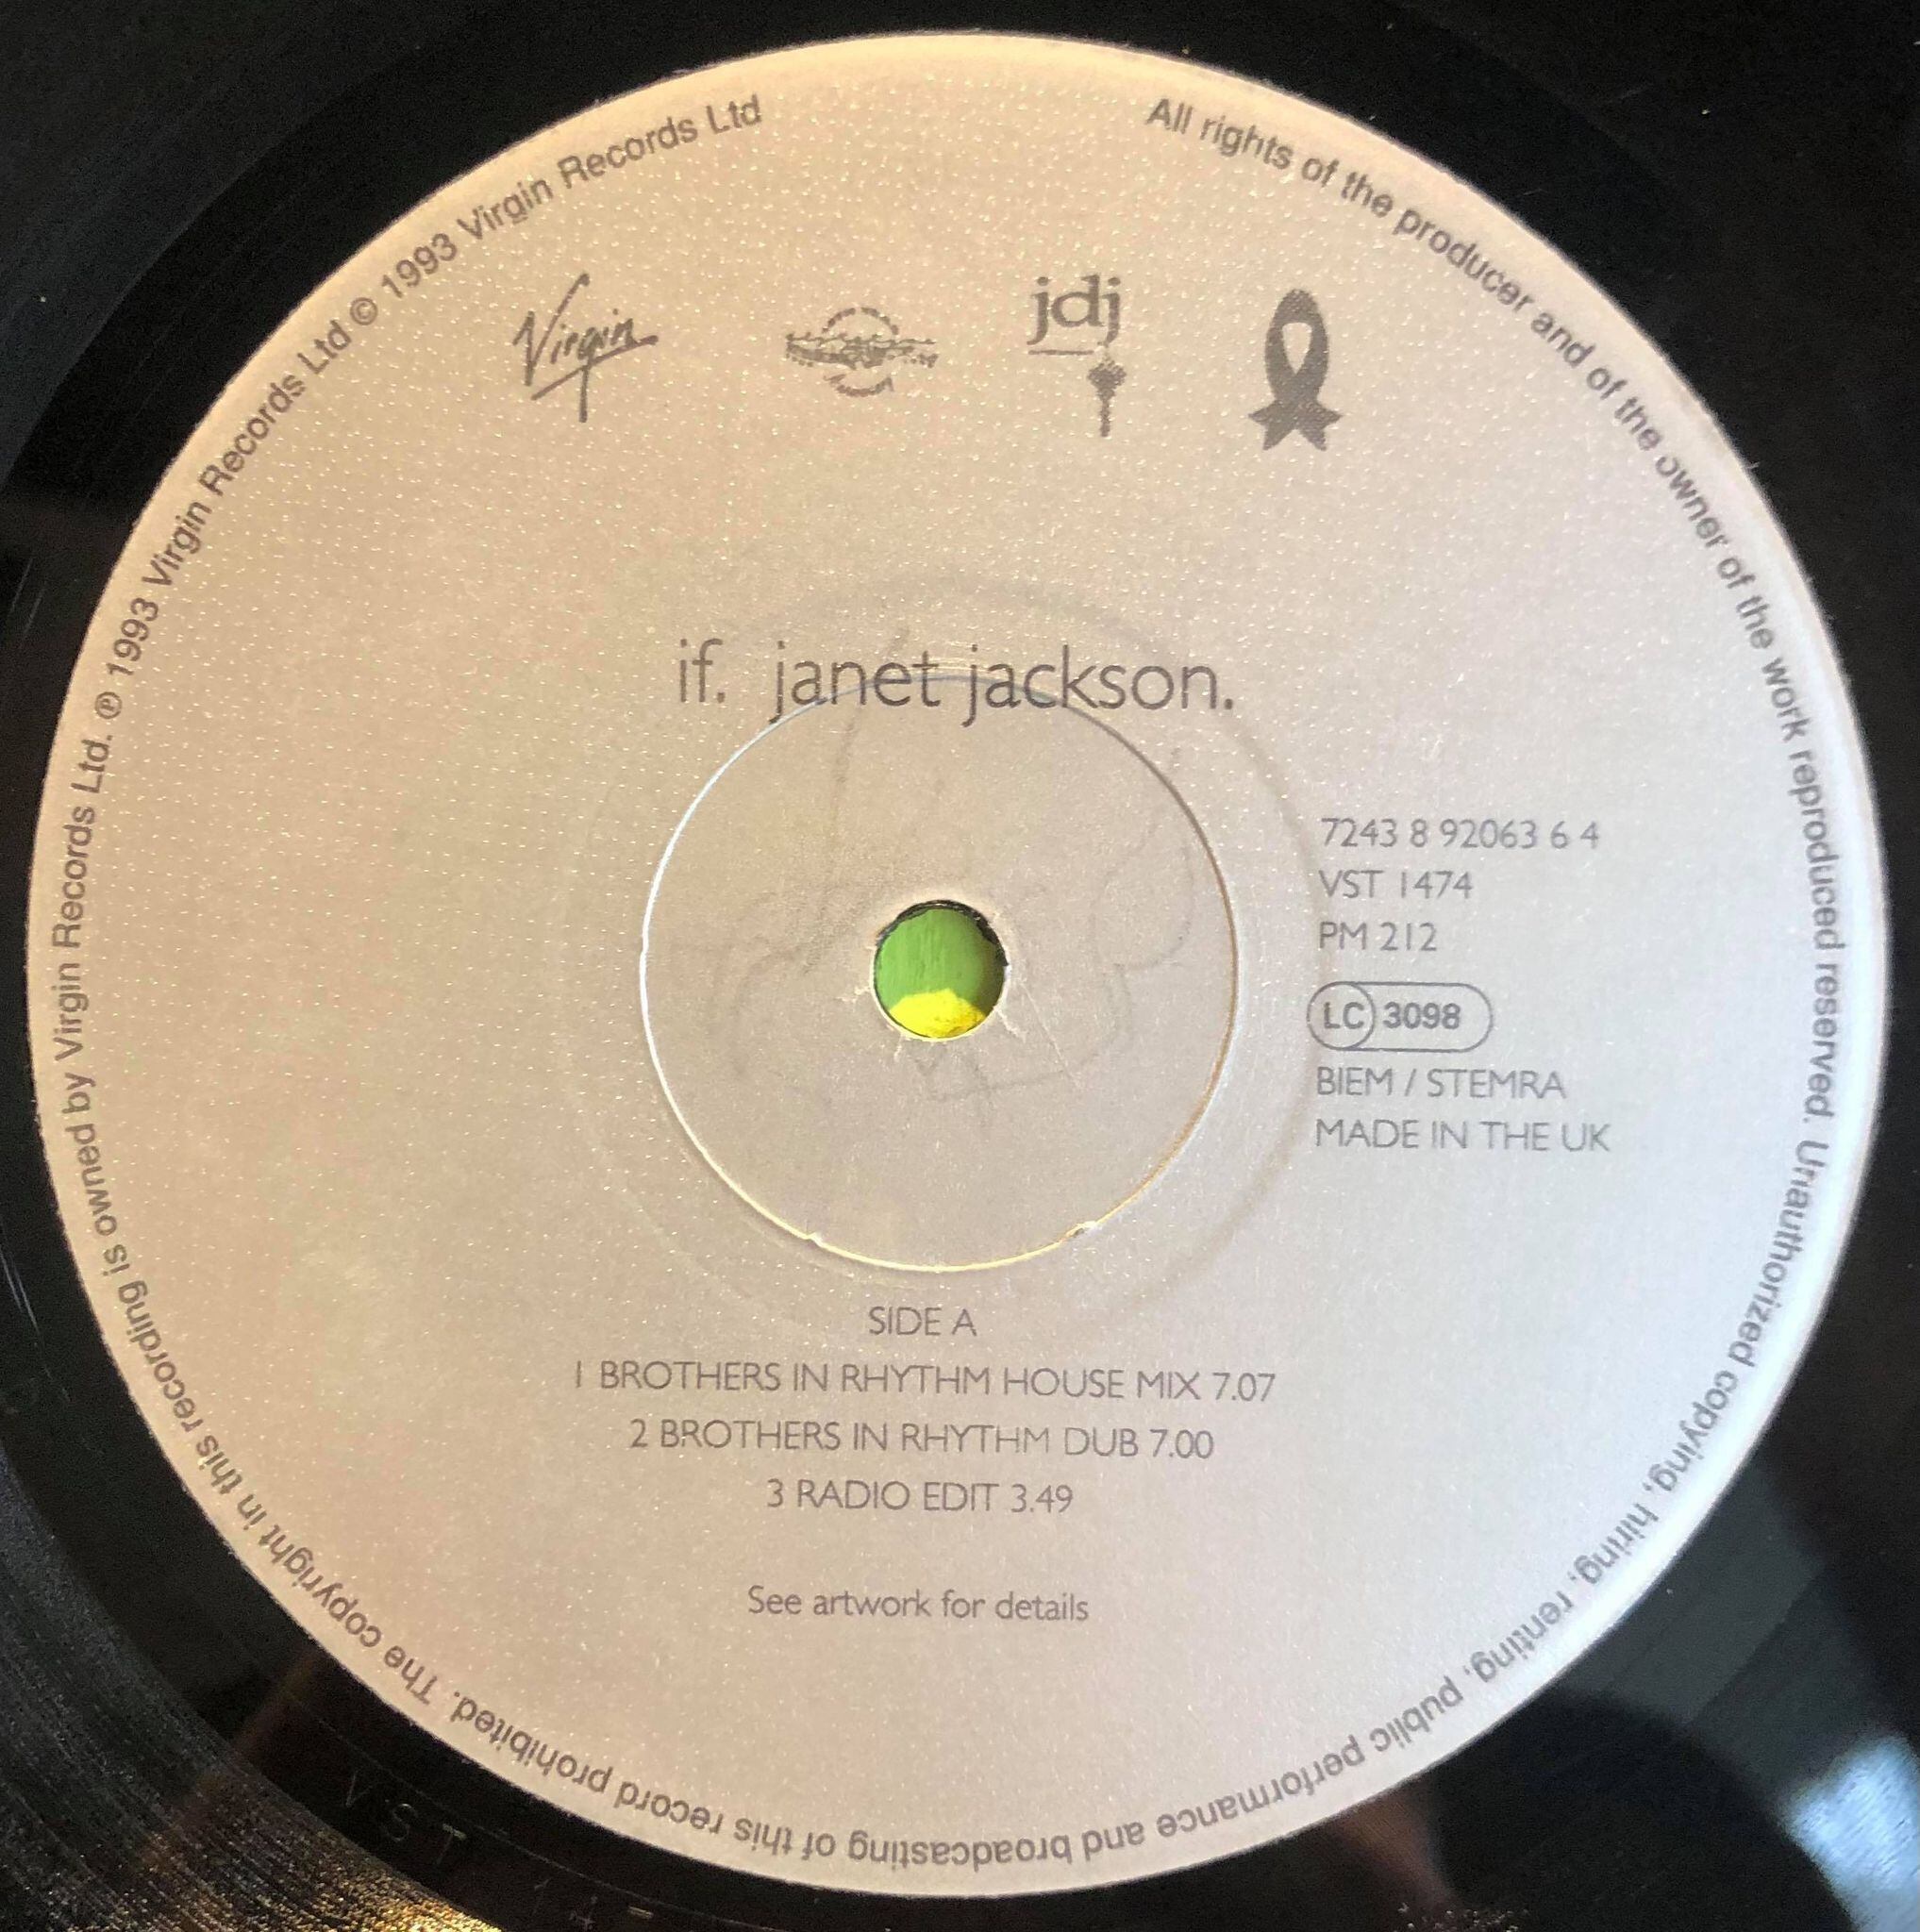 All rights of the producer and of the owner of the work reproduced reserved. Unauthorized copying, hiring, renting, public performance and broadcasting of this record prohibited. The copyright in this recording is owned by Virgin Records Ltd. ℗ 1993 Virgin Records Ltd © 1993 Virgin Records Ltd
Virgin
jdj
if. janet jackson.
7243 8 92063 6 4
VST 1474
PM 212
LC 3098
BIEM / STEMRA
MADE IN THE UK
SIDE A
1 BROTHERS IN RHYTHM HOUSE MIX 7.07
2 BROTHERS IN RHYTHM DUB 7.00
3 RADIO EDIT 3.49
See artwork for details
VST